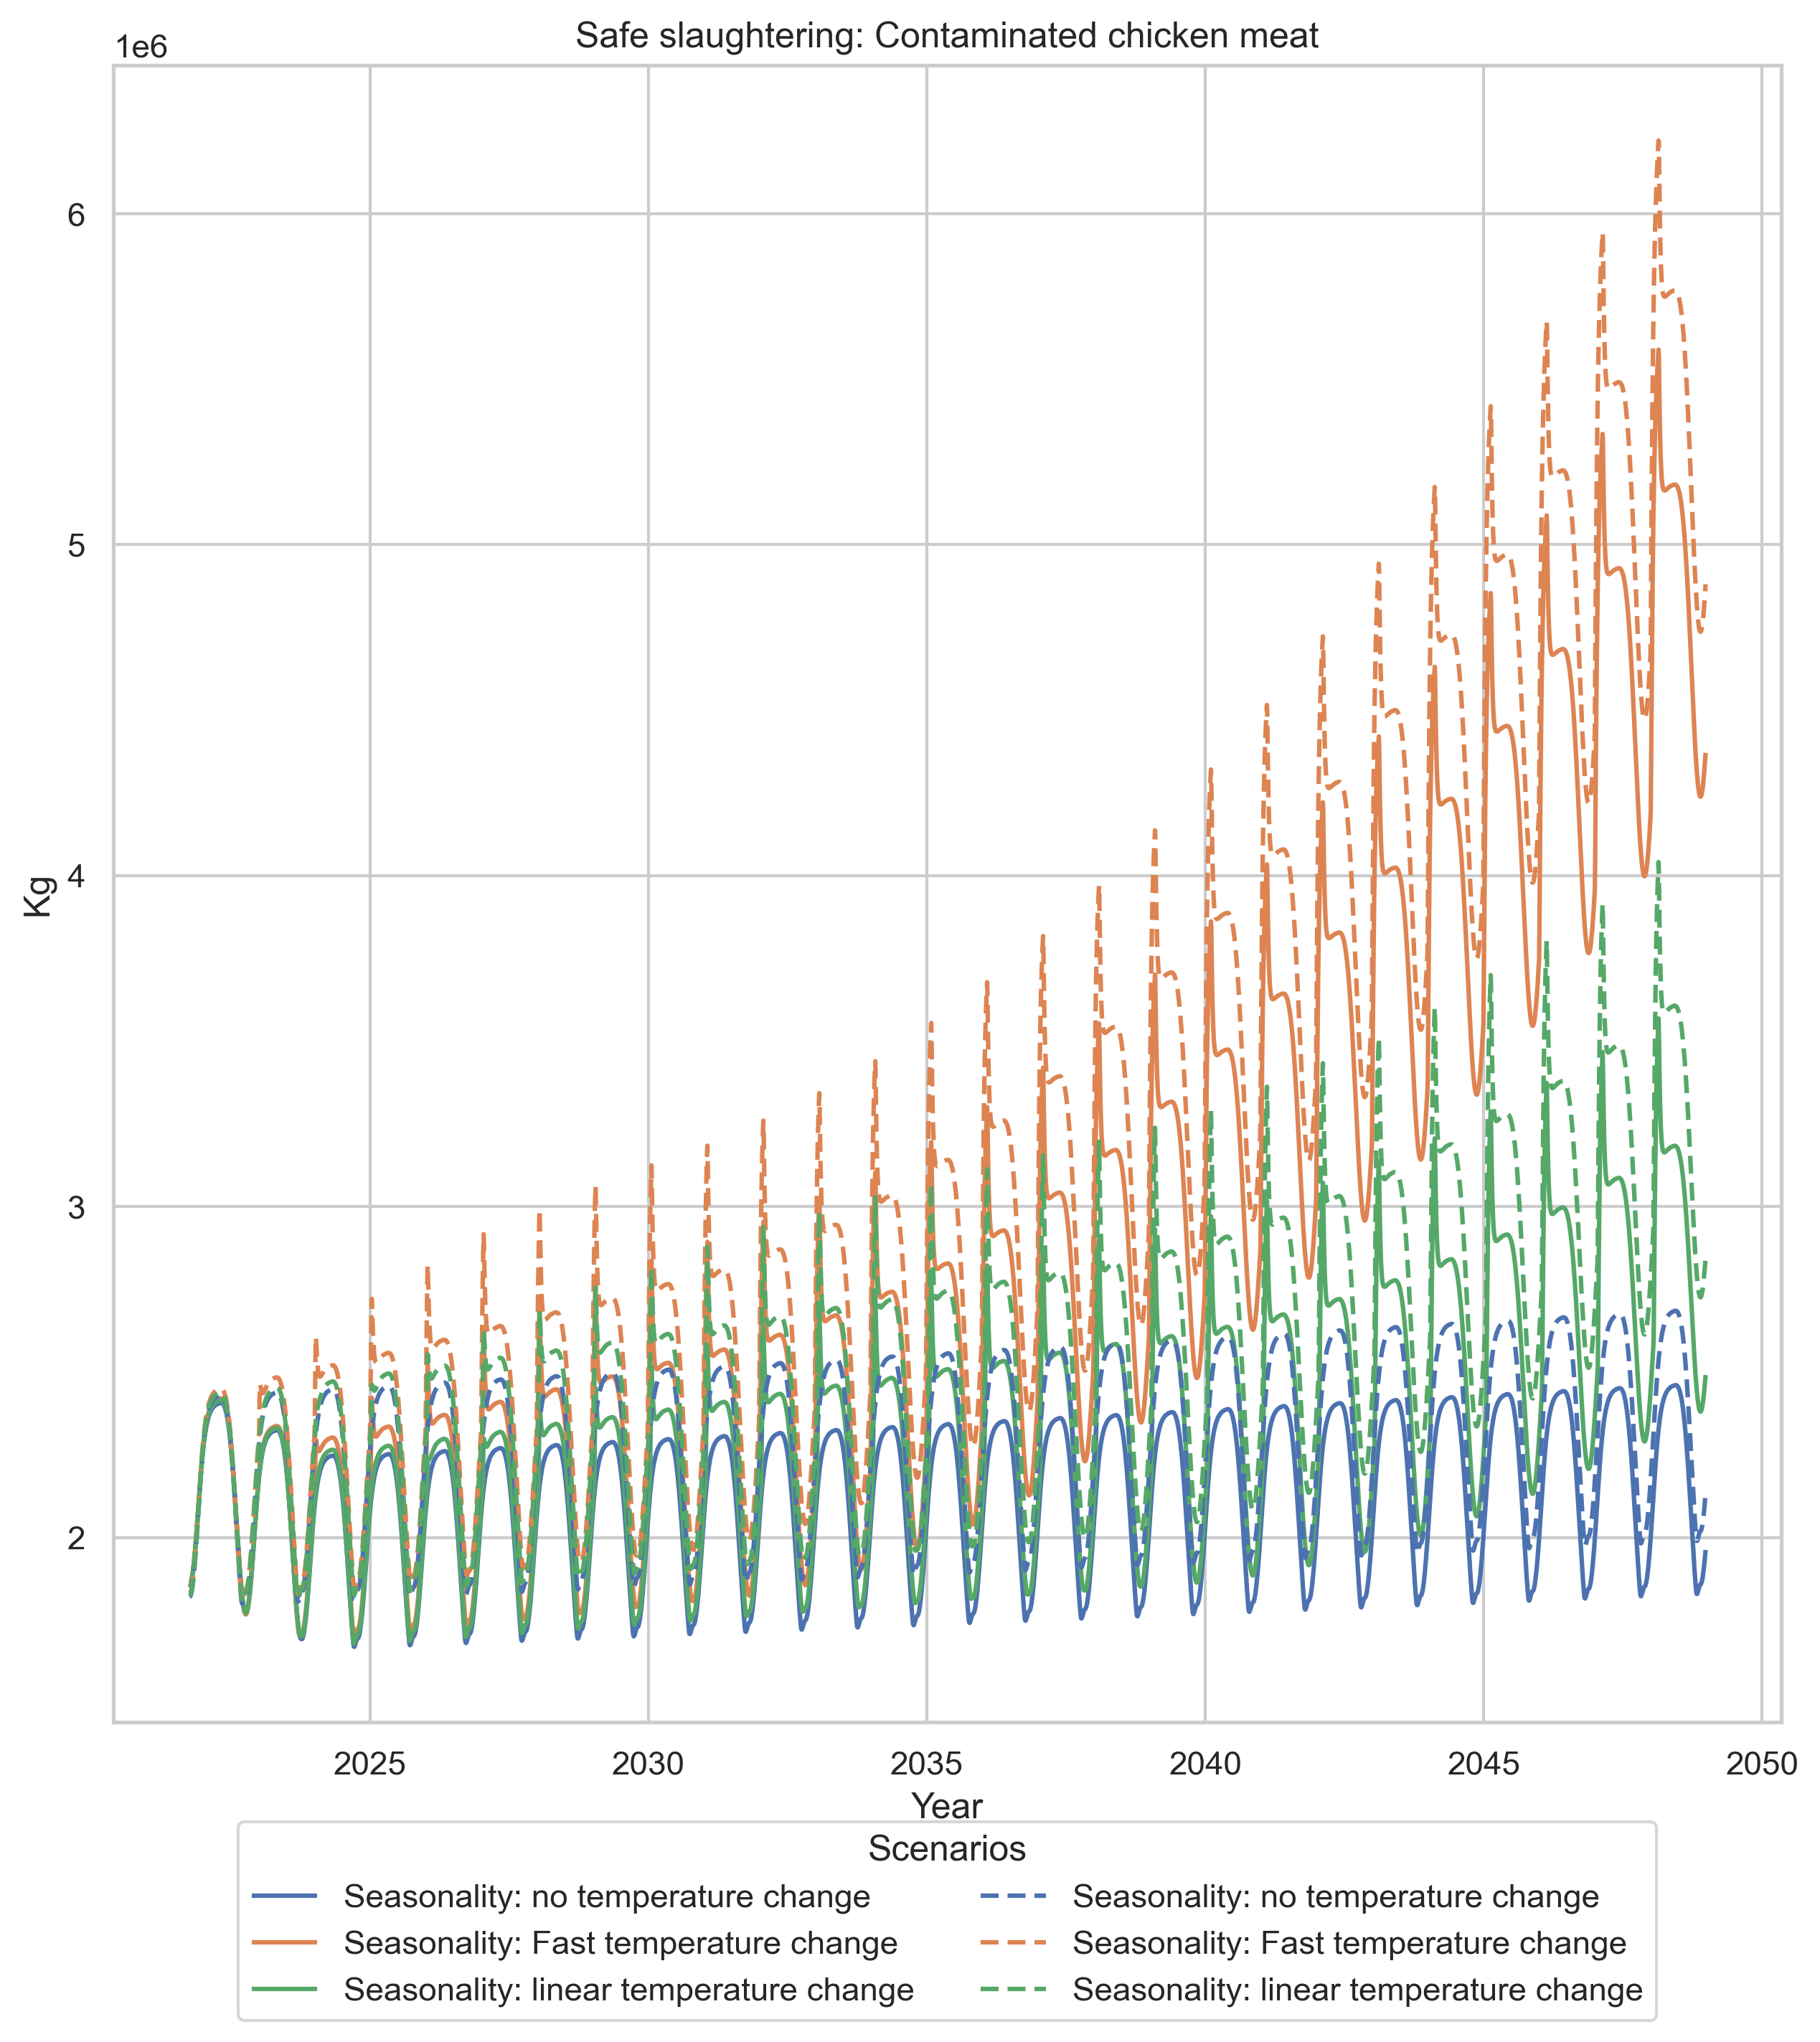 Safe slaughtering: Contaminated chicken meat
1e6
6
5
4
3
2
Kg
2025 2030 2035 2040 2045 2050
Year
Scenarios
Seasonality: no temperature change Seasonality: no temperature change
Seasonality: Fast temperature change Seasonality: Fast temperature change
Seasonality: linear temperature change Seasonality: linear temperature change